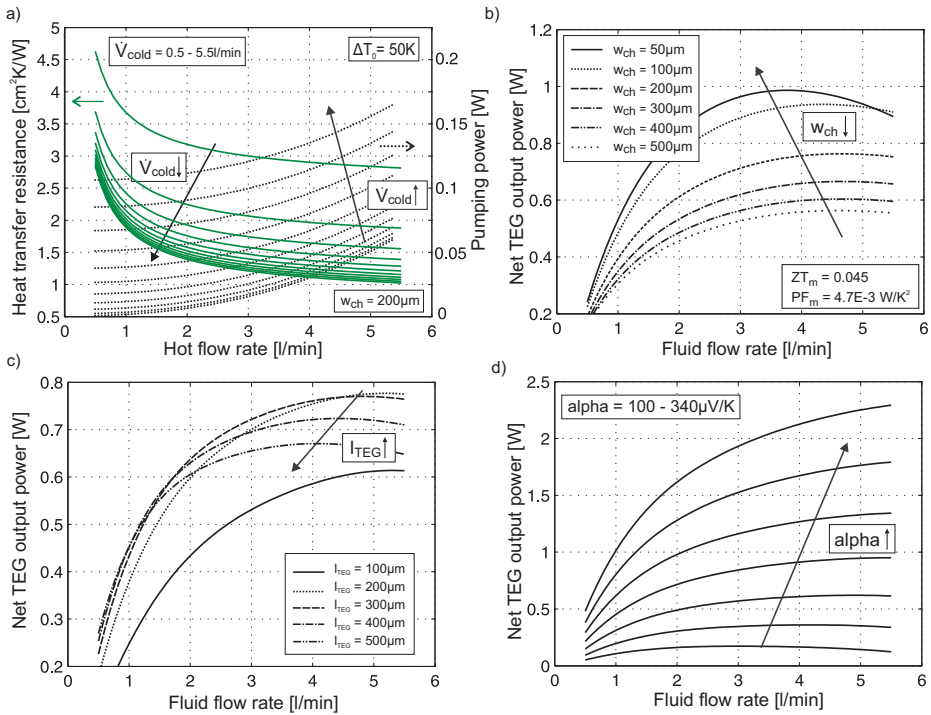 a)
V̇cold = 0.5 - 5.5l/min
ΔT0 = 50K
V̇cold↓
V̇cold↑
wch = 200µm
Heat transfer resistance [cm²K/W]
5
4.5
4
3.5
3
2.5
2
1.5
1
0.5
0.2
0.15
0.1
0.05
0
Pumping power [W]
0 1 2 3 4 5 6
Hot flow rate [l/min]
b)
wch = 50µm
wch = 100µm
wch = 200µm
wch = 300µm
wch = 400µm
wch = 500µm
wch↓
ZTm = 0.045
PFm = 4.7E-3 W/K²
Net TEG output power [W]
1.2
1
0.8
0.6
0.4
0.2
0 1 2 3 4 5 6
Fluid flow rate [l/min]
c)
lTEG↑
lTEG = 100µm
lTEG = 200µm
lTEG = 300µm
lTEG = 400µm
lTEG = 500µm
Net TEG output power [W]
0.8
0.7
0.6
0.5
0.4
0.3
0.2
0 1 2 3 4 5 6
Fluid flow rate [l/min]
d)
alpha = 100 - 340µV/K
alpha↑
Net TEG output power [W]
2.5
2
1.5
1
0.5
0
0 1 2 3 4 5 6
Fluid flow rate [l/min]